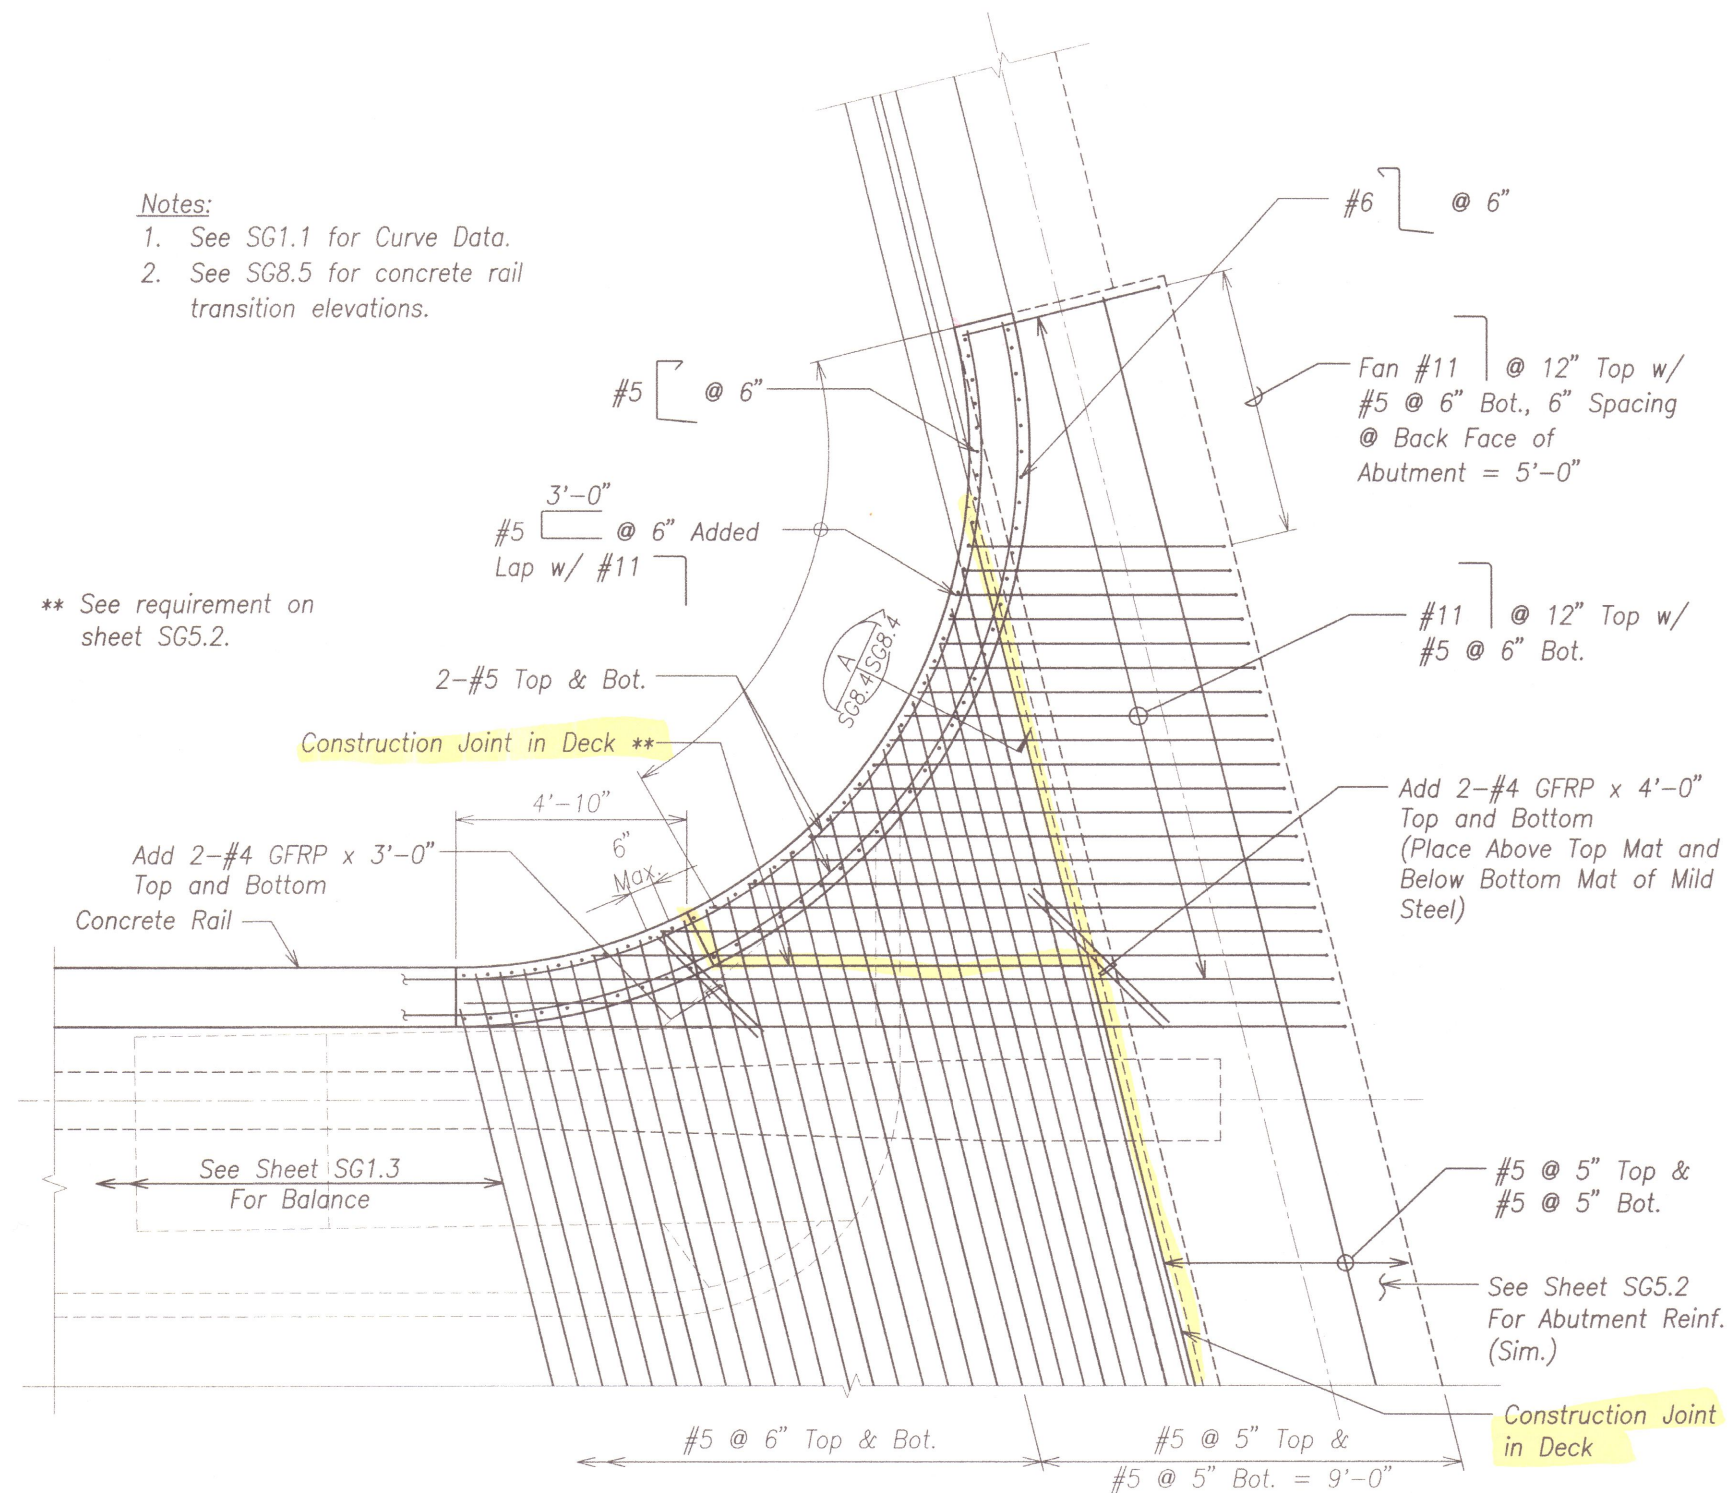 Notes:
1. See SG1.1 for Curve Data.
2. See SG8.5 for concrete rail
transition elevations.
#6 @ 6"
#5 @ 6"
Fan #11 @ 12" Top w/
#5 @ 6" Bot., 6" Spacing
@ Back Face of
Abutment = 5'-0"
3'-0"
#5 @ 6" Added
Lap w/ #11
** See requirement on
sheet SG5.2.
#11 @ 12" Top w/
#5 @ 6" Bot.
A
SG8.4 SG8.4
2-#5 Top & Bot.
Construction Joint in Deck **
4'-10"
6"
Max.
Add 2-#4 GFRP x 3'-0"
Top and Bottom
Concrete Rail
Add 2-#4 GFRP x 4'-0"
Top and Bottom
(Place Above Top Mat and
Below Bottom Mat of Mild
Steel)
See Sheet SG1.3
For Balance
#5 @ 5" Top &
#5 @ 5" Bot.
See Sheet SG5.2
For Abutment Reinf.
(Sim.)
Construction Joint
in Deck
#5 @ 6" Top & Bot.
#5 @ 5" Top &
#5 @ 5" Bot. = 9'-0"